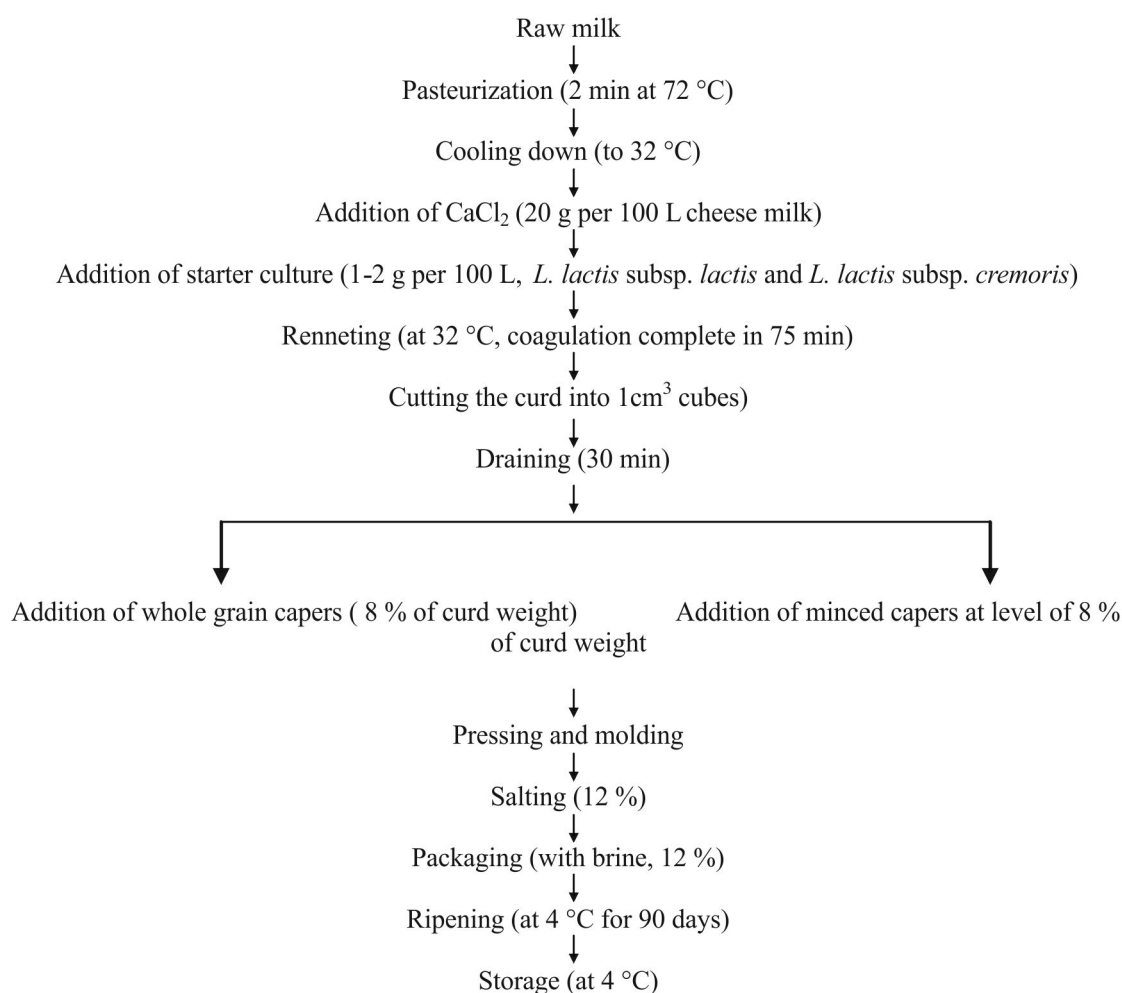 Raw milk
Pasteurization (2 min at 72 °C)
Cooling down (to 32 °C)
Addition of CaCl₂ (20 g per 100 L cheese milk)
Addition of starter culture (1-2 g per 100 L, L. lactis subsp. lactis and L. lactis subsp. cremoris)
Renneting (at 32 °C, coagulation complete in 75 min)
Cutting the curd into 1cm³ cubes)
Draining (30 min)
Addition of whole grain capers ( 8 % of curd weight) Addition of minced capers at level of 8 %
of curd weight
Pressing and molding
Salting (12 %)
Packaging (with brine, 12 %)
Ripening (at 4 °C for 90 days)
Storage (at 4 °C)